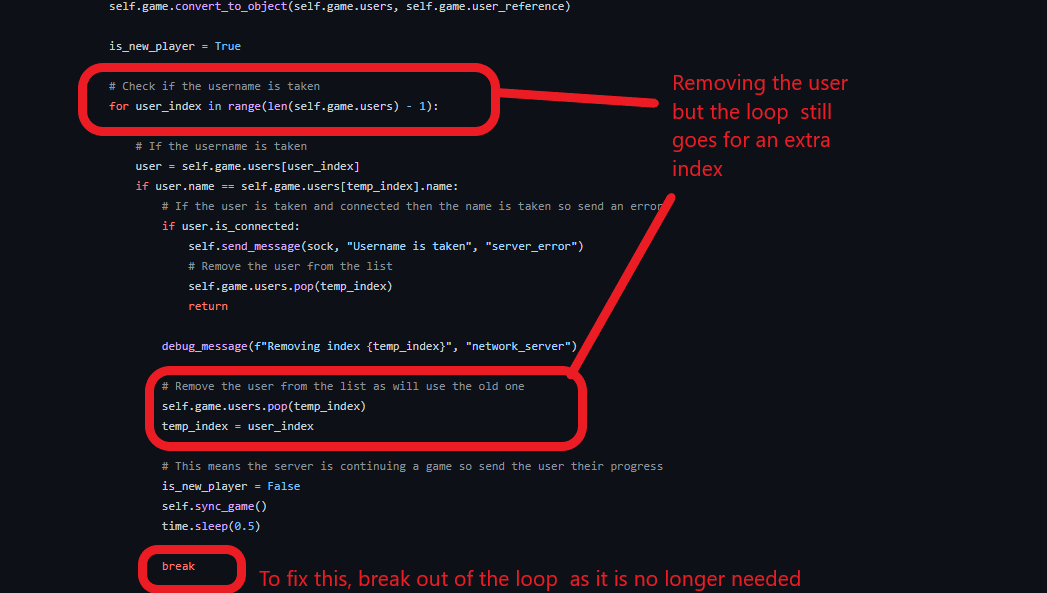 self.game.convert_to_object(self.game.users, self.game.user_reference)
is_new_player = True
# Check if the username is taken
for user_index in range(len(self.game.users) - 1):
Removing the user
but the loop still
goes for an extra
index
# If the username is taken
user = self.game.users[user_index]
if user.name == self.game.users[temp_index].name:
# If the user is taken and connected then the name is taken so send an error
if user.is_connected:
self.send_message(sock, "Username is taken", "server_error")
# Remove the user from the list
self.game.users.pop(temp_index)
return
debug_message(f"Removing index {temp_index}", "network_server")
# Remove the user from the list as will use the old one
self.game.users.pop(temp_index)
temp_index = user_index
# This means the server is continuing a game so send the user their progress
is_new_player = False
self.sync_game()
time.sleep(0.5)
break
To fix this, break out of the loop as it is no longer needed